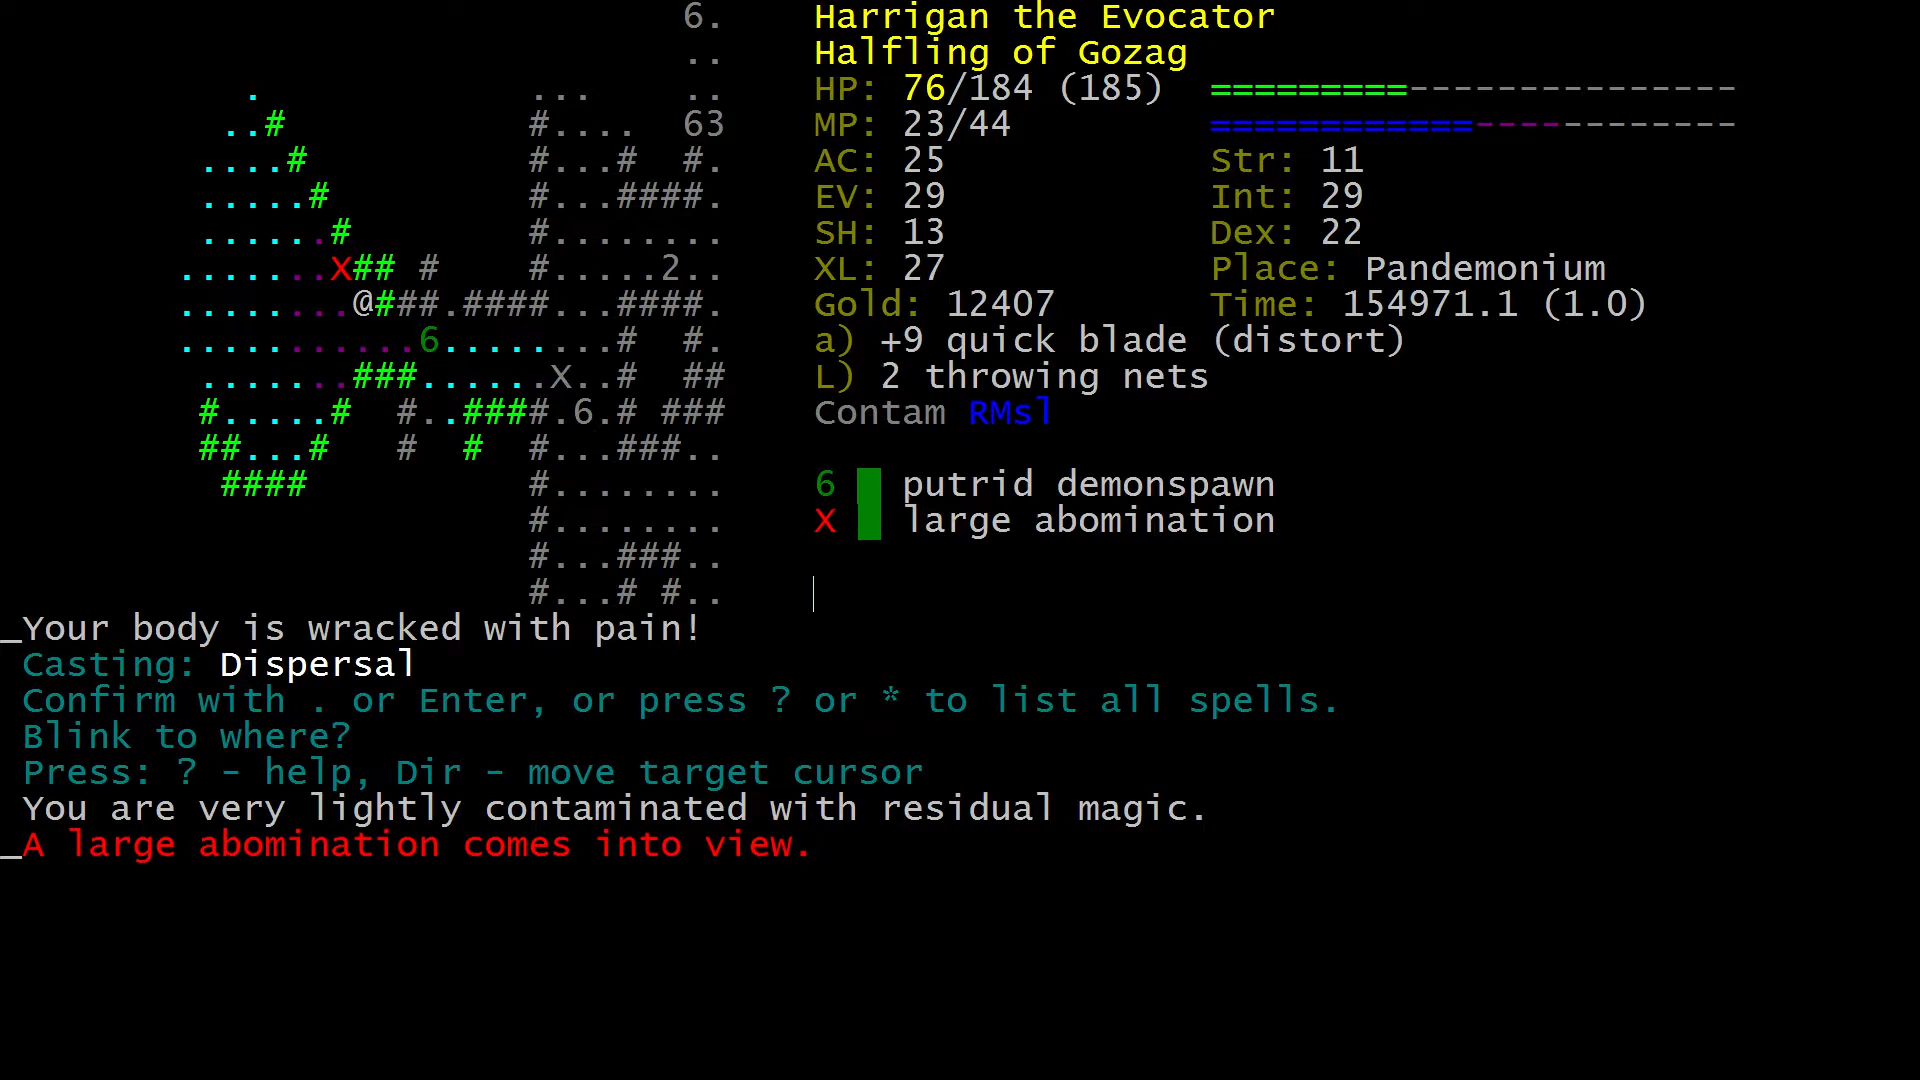 Harrigan the Evocator
Halfling of Gozag
HP: 76/184 (185) =========---------------
MP: 23/44 ============------------
AC: 25 Str: 11
EV: 29 Int: 29
SH: 13 Dex: 22
XL: 27 Place: Pandemonium
Gold: 12407 Time: 154971.1 (1.0)
a) +9 quick blade (distort)
L) 2 throwing nets
Contam RMsl
6 putrid demonspawn
X large abomination
_Your body is wracked with pain!
Casting: Dispersal
Confirm with . or Enter, or press ? or * to list all spells.
Blink to where?
Press: ? - help, Dir - move target cursor
You are very lightly contaminated with residual magic.
_A large abomination comes into view.